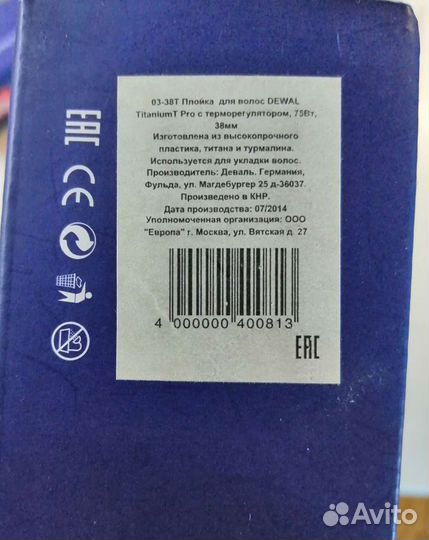 03-38Т Плойка для волос DEWAL
TitaniumT Pro с терморегулятором, 75Вт,
38мм
Изготовлена из высокопрочного
пластика, титана и турмалина.
Используется для укладки волос.
Производитель: Деваль. Германия,
Фульда, ул. Магдебургер 25 д-36037.
Произведено в КНР.
Дата производства: 07/2014
Уполномоченная организация: ООО
"Европа" г. Москва, ул. Вятская д. 27
4 000000 400813
EAC
EAC
CE
Avito